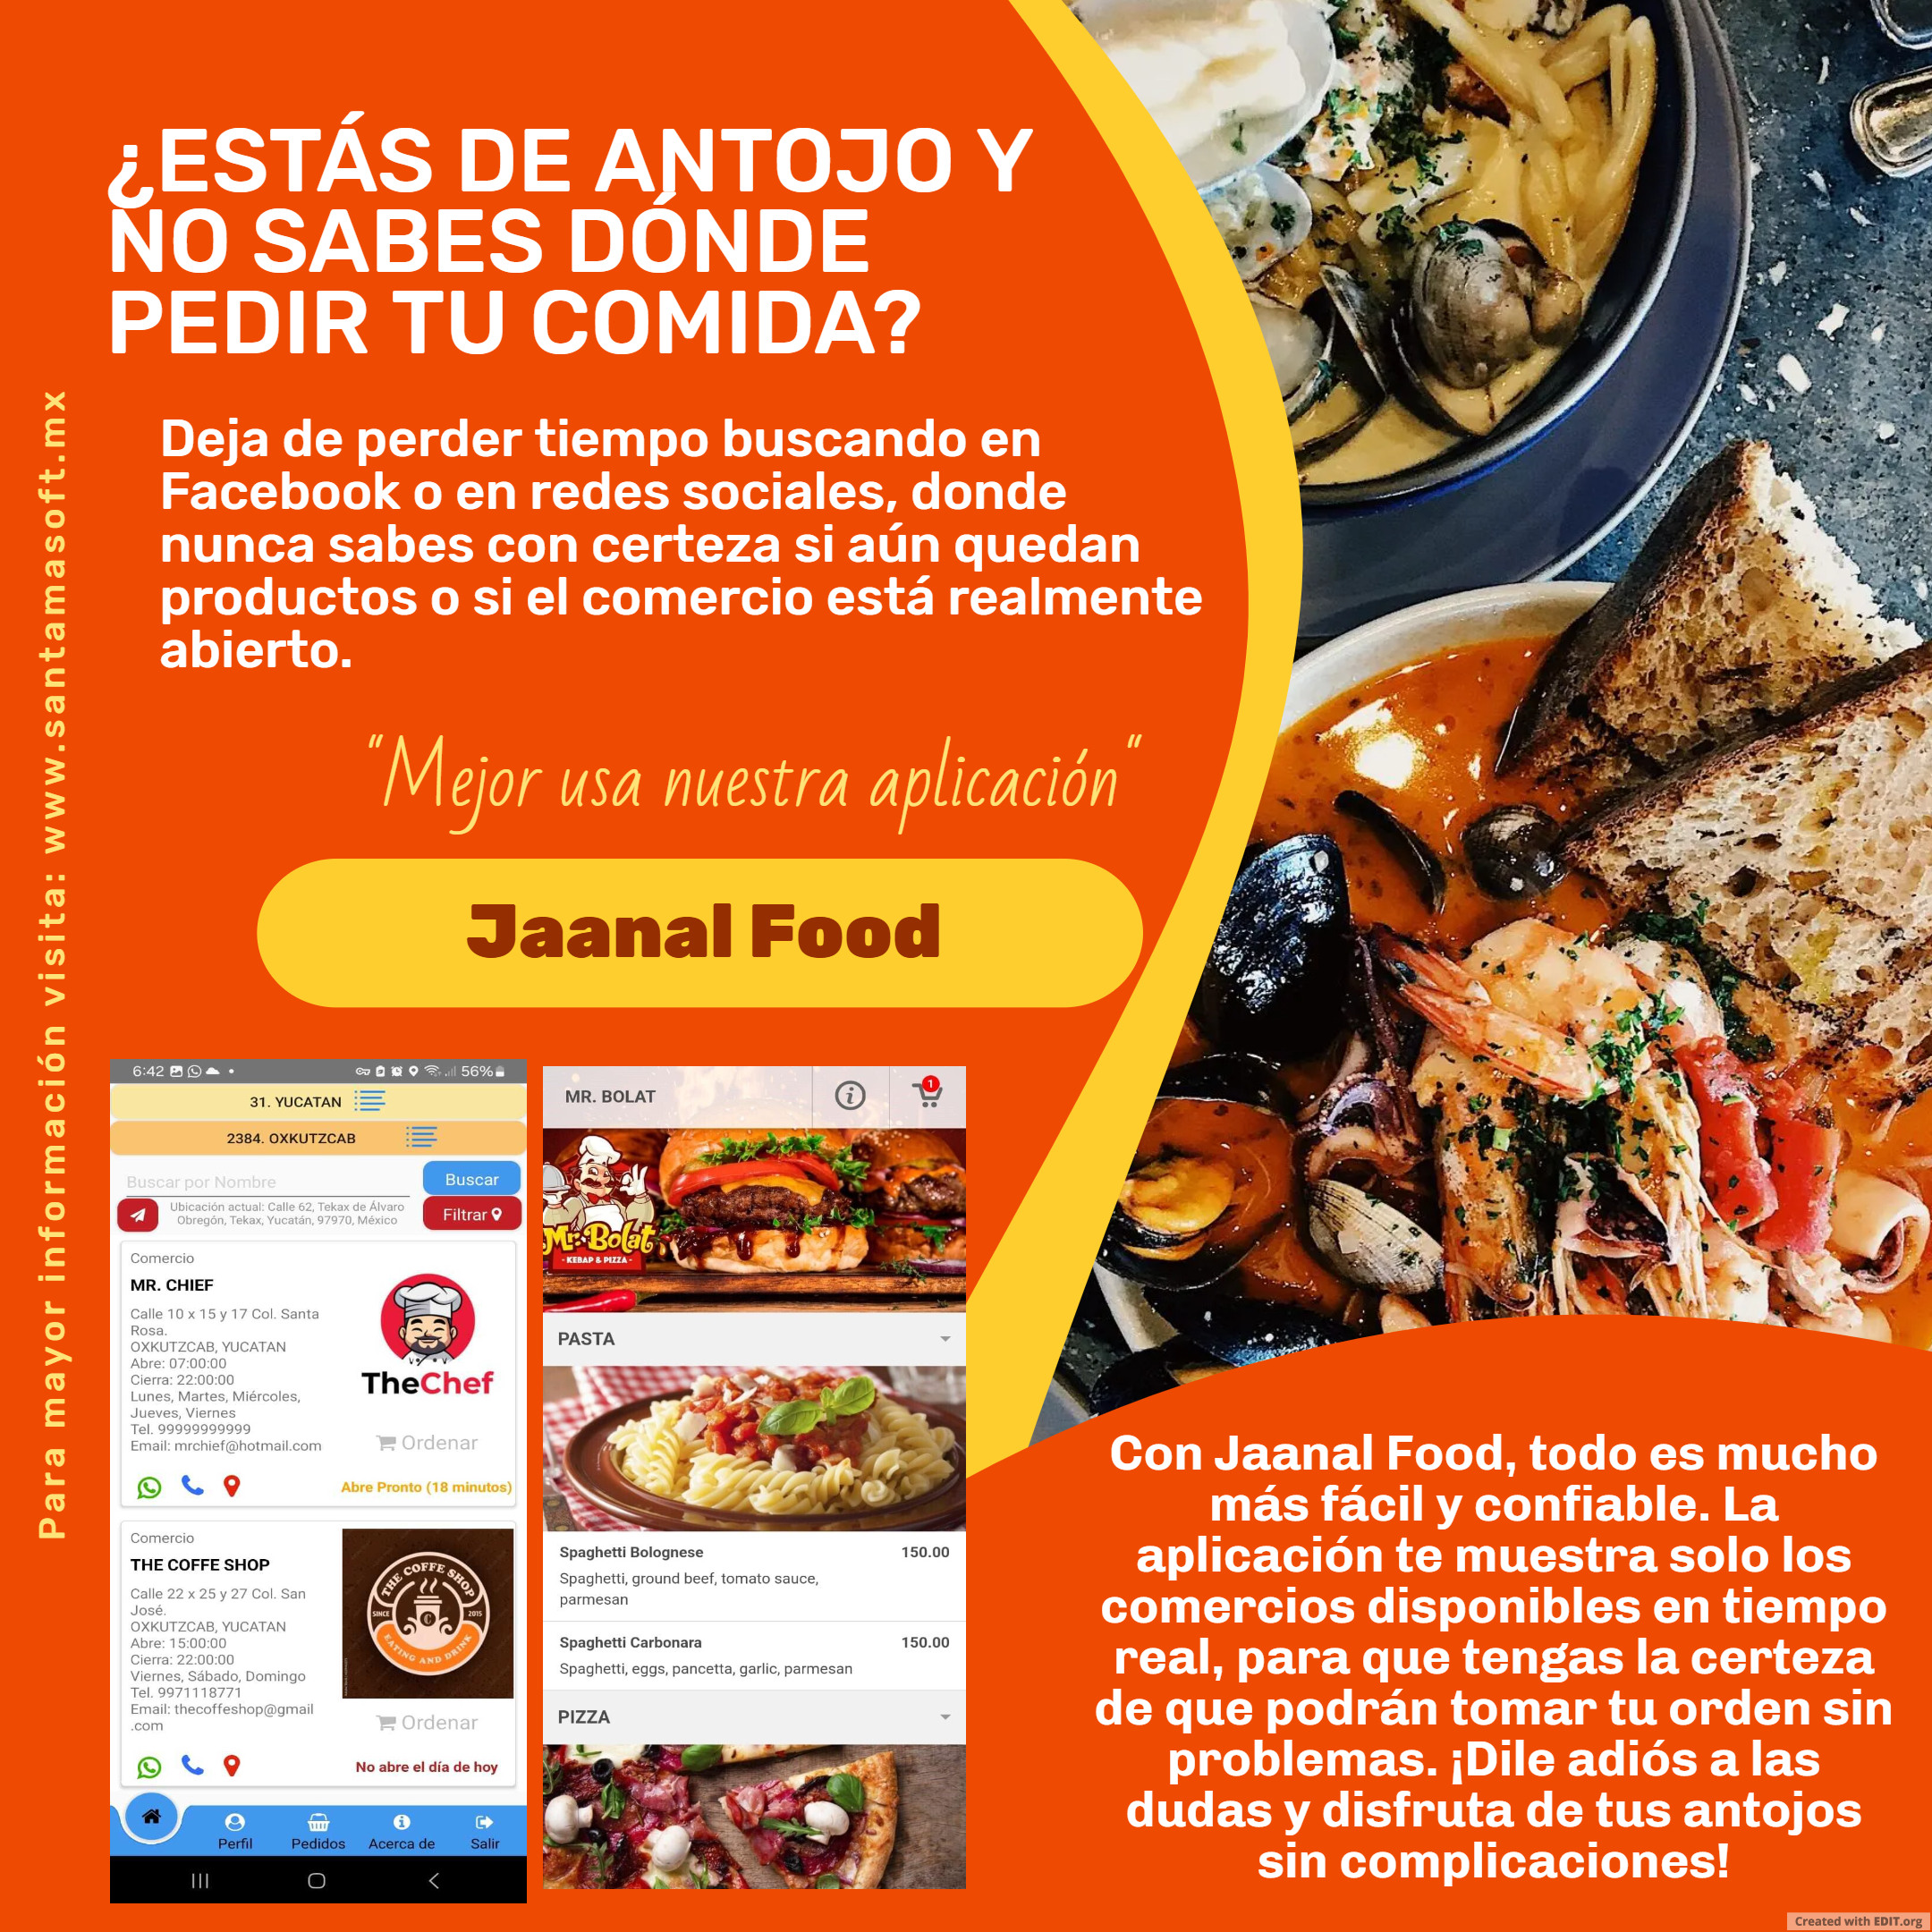 ¿ESTÁS DE ANTOJO Y
NO SABES DÓNDE
PEDIR TU COMIDA?
Deja de perder tiempo buscando en
Facebook o en redes sociales, donde
nunca sabes con certeza si aún quedan
productos o si el comercio está realmente
abierto.
“Mejor usa nuestra aplicación“
Jaanal Food
Para mayor información visita: www.santamasoft.mx
6:42
56%
31. YUCATAN
2384. OXKUTZCAB
Buscar por Nombre
Buscar
Ubicación actual: Calle 62, Tekax de Álvaro
Obregón, Tekax, Yucatán, 97970, México
Filtrar
Comercio
MR. CHIEF
Calle 10 x 15 y 17 Col. Santa
Rosa.
OXKUTZCAB, YUCATAN
Abre: 07:00:00
Cierra: 22:00:00
Lunes, Martes, Miércoles,
Jueves, Viernes
Tel. 99999999999
Email: mrchief@hotmail.com
TheChef
Ordenar
Abre Pronto (18 minutos)
Comercio
THE COFFE SHOP
Calle 22 x 25 y 27 Col. San
José.
OXKUTZCAB, YUCATAN
Abre: 15:00:00
Cierra: 22:00:00
Viernes, Sábado, Domingo
Tel. 9971118771
Email: thecoffeshop@gmail
.com
THE COFFE SHOP
SINCE
C
2015
EATING AND DRINK
Ordenar
No abre el día de hoy
Perfil
Pedidos
Acerca de
Salir
MR. BOLAT
1
Mr. Bolat
- KEBAP & PIZZA -
PASTA
Spaghetti Bolognese 150.00
Spaghetti, ground beef, tomato sauce,
parmesan
Spaghetti Carbonara 150.00
Spaghetti, eggs, pancetta, garlic, parmesan
PIZZA
Con Jaanal Food, todo es mucho
más fácil y confiable. La
aplicación te muestra solo los
comercios disponibles en tiempo
real, para que tengas la certeza
de que podrán tomar tu orden sin
problemas. ¡Dile adiós a las
dudas y disfruta de tus antojos
sin complicaciones!
Created with EDIT.org